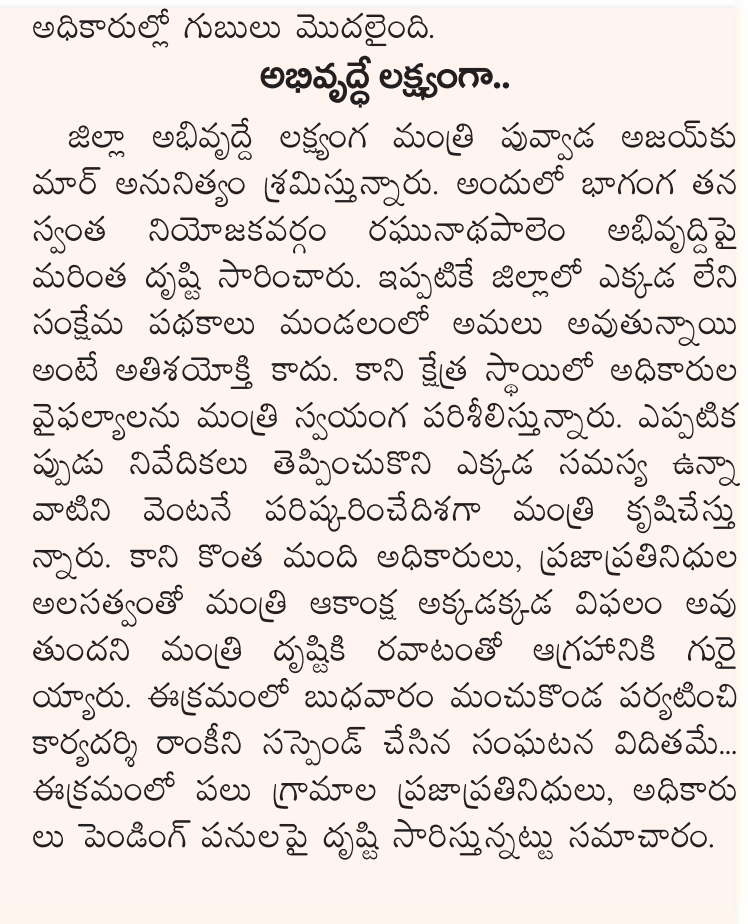 అధికారుల్లో గుబులు మొదలైంది.
అభివృద్ధే లక్ష్యంగా..
జిల్లా అభివృద్దే లక్ష్యంగ మంత్రి పువ్వాడ అజయ్‌కు
మార్ అనునిత్యం శ్రమిస్తున్నారు. అందులో భాగంగ తన
స్వంత నియోజకవర్గం రఘునాథపాలెం అభివృద్దిపై
మరింత దృష్టి సారించారు. ఇప్పటికే జిల్లాలో ఎక్కడ లేని
సంక్షేమ పథకాలు మండలంలో అమలు అవుతున్నాయి
అంటే అతిశయోక్తి కాదు. కాని క్షేత్ర స్థాయిలో అధికారుల
వైఫల్యాలను మంత్రి స్వయంగ పరిశీలిస్తున్నారు. ఎప్పటిక
ప్పుడు నివేదికలు తెప్పించుకొని ఎక్కడ సమస్య ఉన్నా
వాటిని వెంటనే పరిష్కరించేదిశగా మంత్రి కృషిచేస్తు
న్నారు. కాని కొంత మంది అధికారులు, ప్రజాప్రతినిధుల
అలసత్వంతో మంత్రి ఆకాంక్ష అక్కడక్కడ విఫలం అవు
తుందని మంత్రి దృష్టికి రవాటంతో ఆగ్రహానికి గురై
య్యారు. ఈక్రమంలో బుధవారం మంచుకొండ పర్యటించి
కార్యదర్శి రాంకీని సస్పెండ్ చేసిన సంఘటన విదితమే...
ఈక్రమంలో పలు గ్రామాల ప్రజాప్రతినిధులు, అధికారు
లు పెండింగ్ పనులపై దృష్టి సారిస్తున్నట్టు సమాచారం.